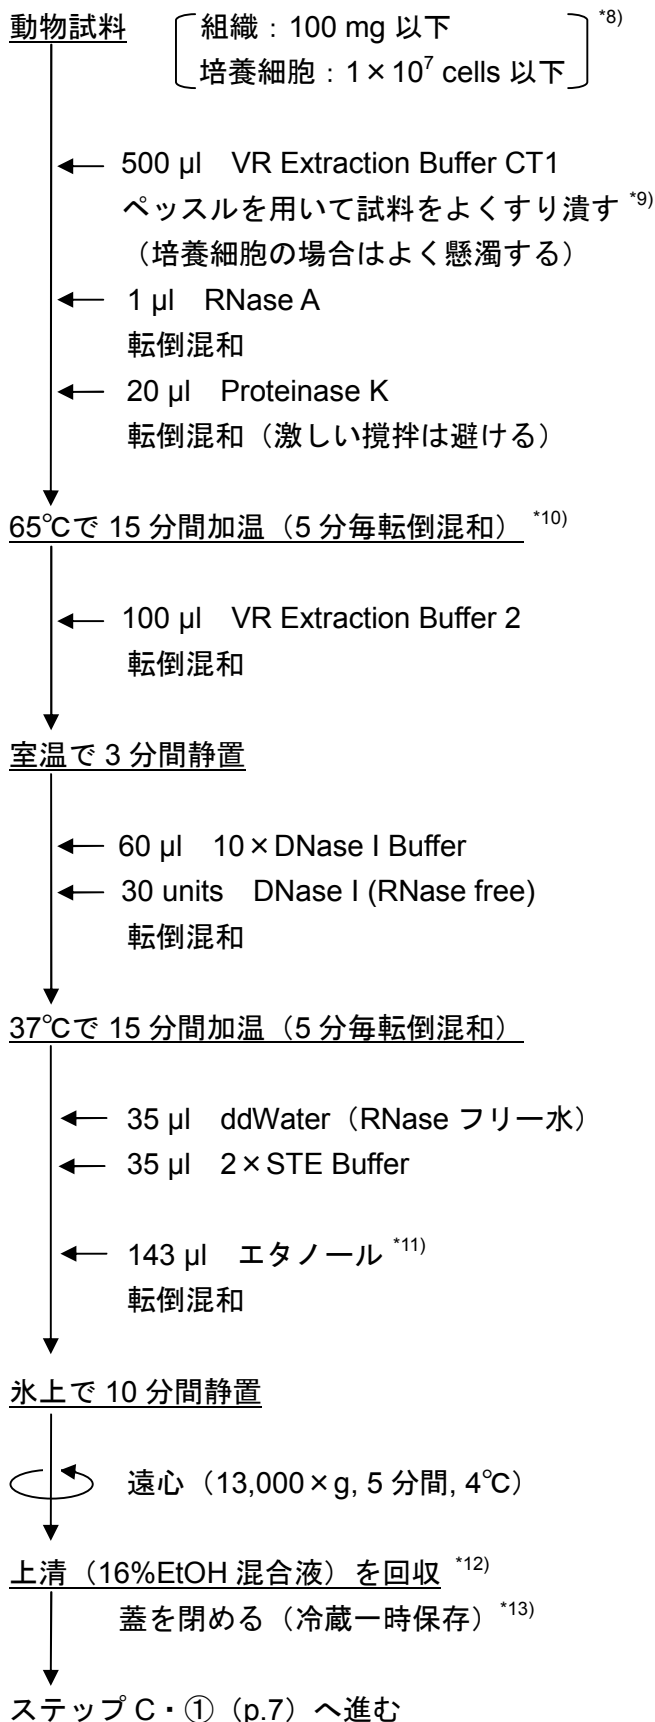 動物試料 組織：100 mg 以下 *8)
培養細胞：1×10⁷ cells 以下
500 µl VR Extraction Buffer CT1
ペッスルを用いて試料をよくすり潰す *9)
（培養細胞の場合はよく懸濁する）
1 µl RNase A
転倒混和
20 µl Proteinase K
転倒混和（激しい撹拌は避ける）
65℃で 15 分間加温（5 分毎転倒混和） *10)
100 µl VR Extraction Buffer 2
転倒混和
室温で 3 分間静置
60 µl 10×DNase I Buffer
30 units DNase I (RNase free)
転倒混和
37℃で 15 分間加温（5 分毎転倒混和）
35 µl ddWater（RNase フリー水）
35 µl 2×STE Buffer
143 µl エタノール *11)
転倒混和
氷上で 10 分間静置
遠心（13,000×g, 5 分間, 4℃）
上清（16%EtOH 混合液）を回収 *12)
蓋を閉める（冷蔵一時保存） *13)
ステップ C・①（p.7）へ進む